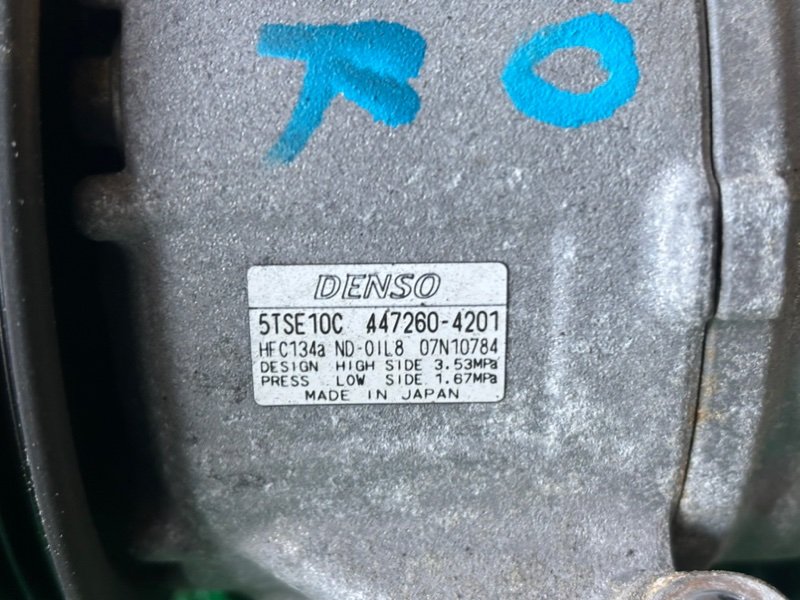 DENSO
5TSE10C 447260-4201
HFC134a ND-OIL8 07N10784
DESIGN HIGH SIDE 3.53MPa
PRESS LOW SIDE 1.67MPa
MADE IN JAPAN